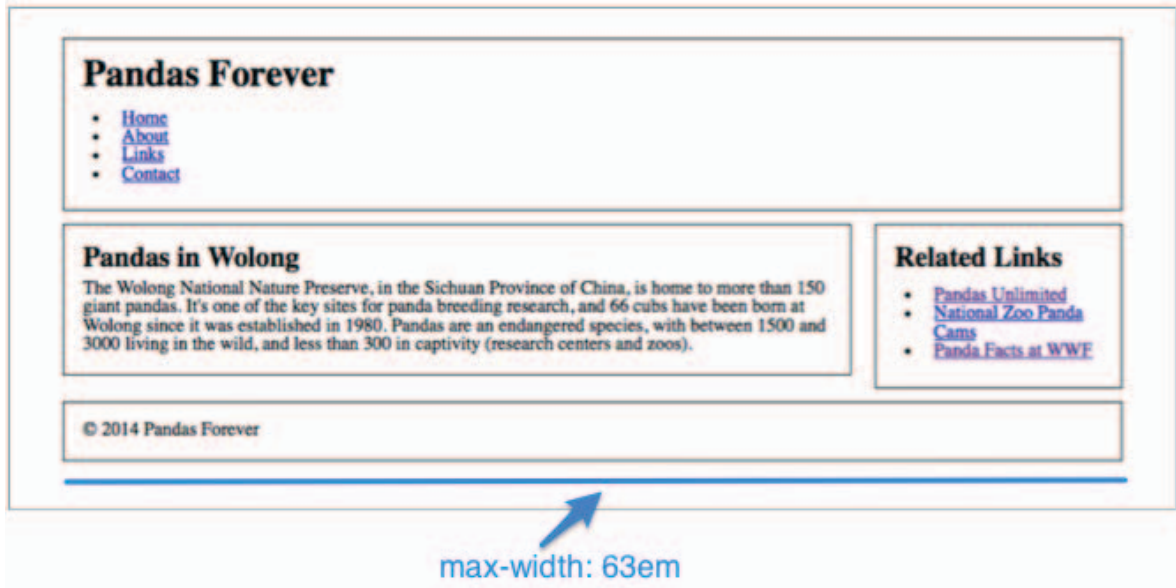 Pandas Forever
Home
About
Links
Contact
Pandas in Wolong
The Wolong National Nature Preserve, in the Sichuan Province of China, is home to more than 150
giant pandas. It's one of the key sites for panda breeding research, and 66 cubs have been born at
Wolong since it was established in 1980. Pandas are an endangered species, with between 1500 and
3000 living in the wild, and less than 300 in captivity (research centers and zoos).
Related Links
Pandas Unlimited
National Zoo Panda
Cams
Panda Facts at WWF
© 2014 Pandas Forever
max-width: 63em